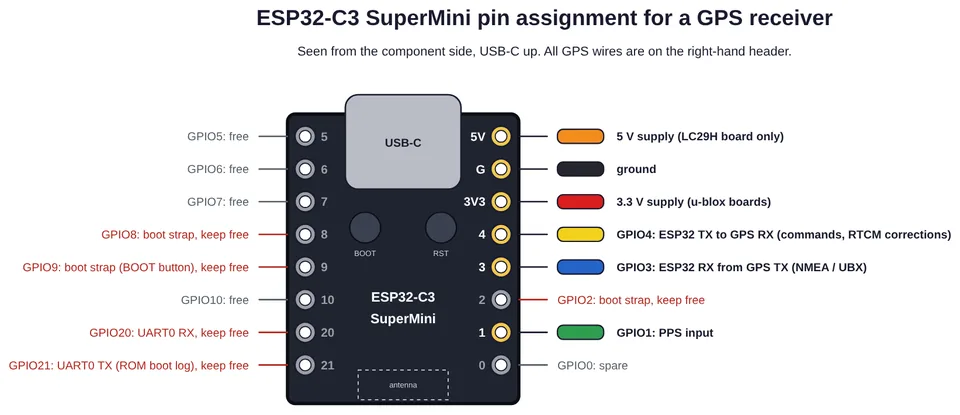 ESP32-C3 SuperMini pin assignment for a GPS receiver
Seen from the component side, USB-C up. All GPS wires are on the right-hand header.
USB-C
GPIO5: free 5 5V 5 V supply (LC29H board only)
GPIO6: free 6 G ground
GPIO7: free 7 3V3 3.3 V supply (u-blox boards)
GPIO8: boot strap, keep free 8 4 GPIO4: ESP32 TX to GPS RX (commands, RTCM corrections)
BOOT RST
GPIO9: boot strap (BOOT button), keep free 9 3 GPIO3: ESP32 RX from GPS TX (NMEA / UBX)
GPIO10: free 10 ESP32-C3 2 GPIO2: boot strap, keep free
SuperMini
GPIO20: UART0 RX, keep free 20 1 GPIO1: PPS input
GPIO21: UART0 TX (ROM boot log), keep free 21 0 GPIO0: spare
antenna